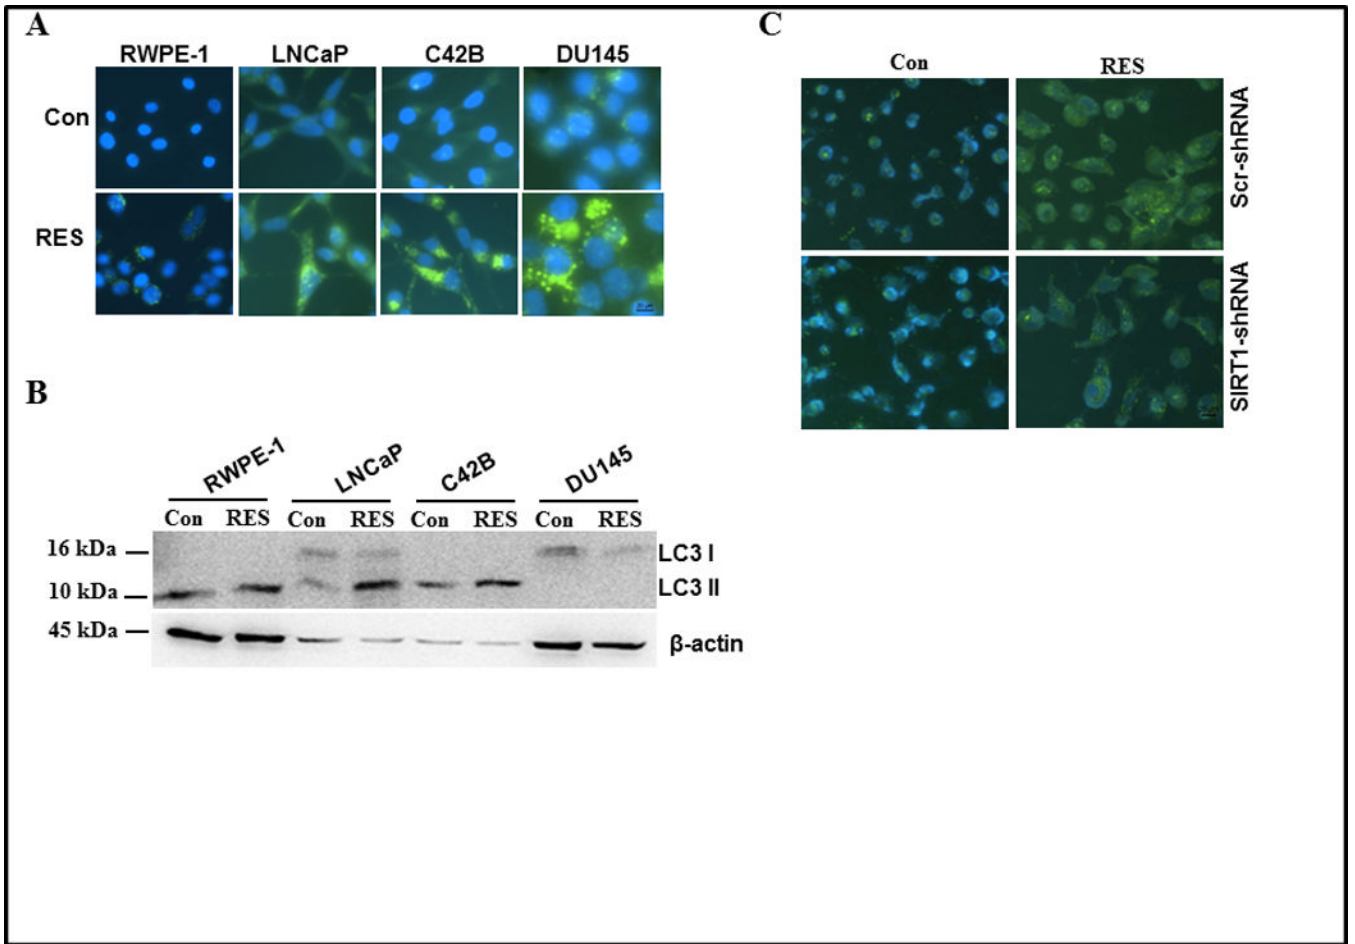 A
RWPE-1 LNCaP C42B DU145
Con
RES
B
RWPE-1 LNCaP C42B DU145
Con RES Con RES Con RES Con RES
16 kDa
LC3 I
10 kDa
LC3 II
45 kDa
β-actin
C
Con RES
Scr-shRNA
SIRT1-shRNA